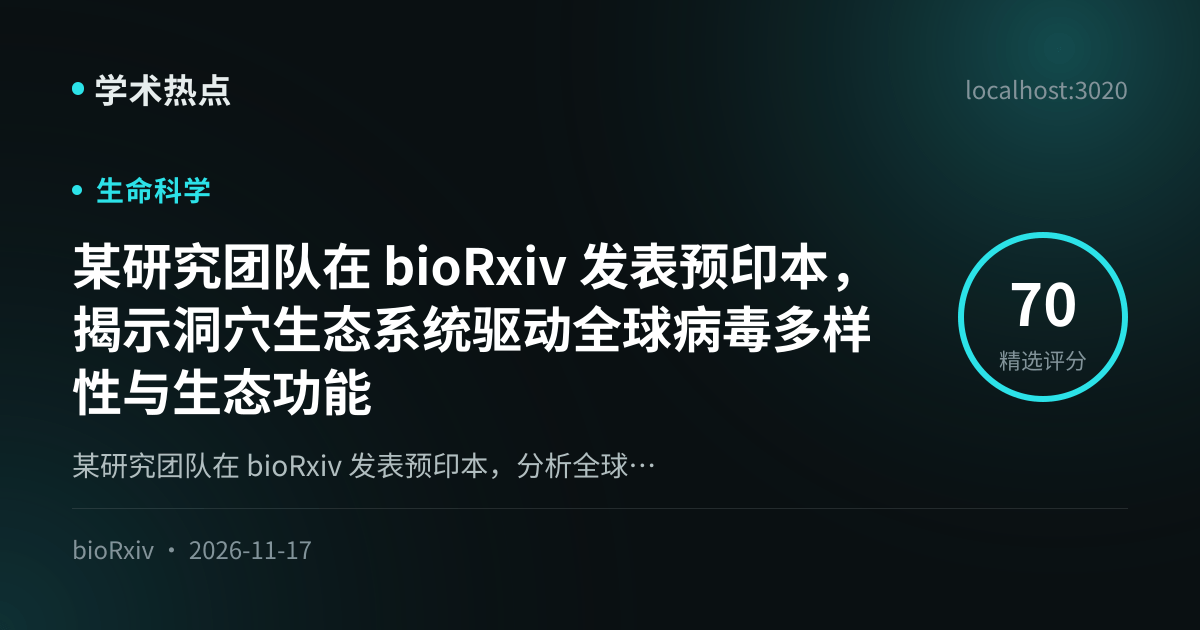 学术热点
localhost:3020
生命科学
某研究团队在 bioRxiv 发表预印本，
揭示洞穴生态系统驱动全球病毒多样
性与生态功能
70
精选评分
某研究团队在 bioRxiv 发表预印本，分析全球…
bioRxiv · 2026-11-17